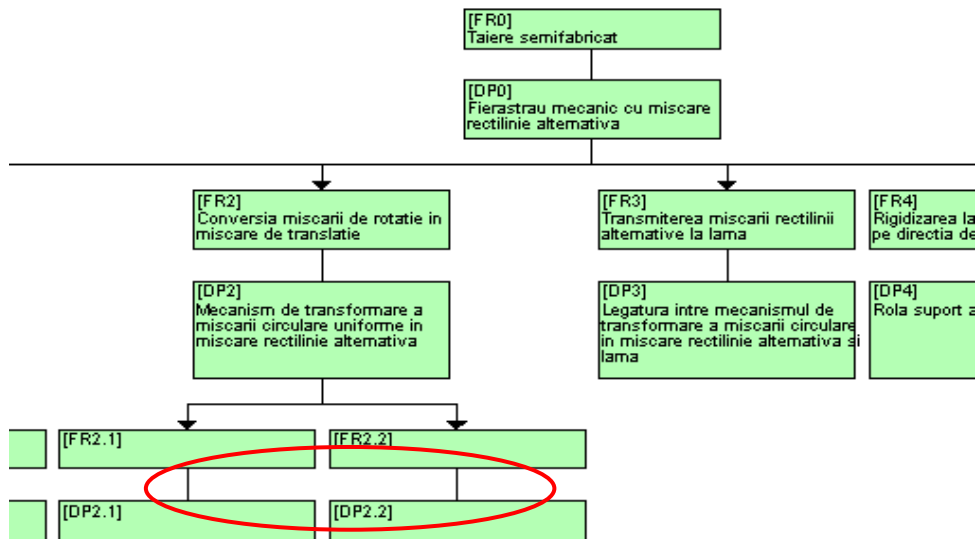 [FR0]
Taiere semifabricat
[DP0]
Fierastrau mecanic cu miscare
rectilinie alternativa
[FR2]
Conversia miscarii de rotatie in
miscare de translatie
[FR3]
Transmiterea miscarii rectilinii
alternative la lama
[FR4]
Rigidizarea la
pe directia de
[DP2]
Mecanism de transformare a
miscarii circulare uniforme in
miscare rectilinie alternativa
[DP3]
Legatura intre mecanismul de
transformare a miscarii circulare
in miscare rectilinie alternativa si
lama
[DP4]
Rola suport a
[FR2.1]
[FR2.2]
[DP2.1]
[DP2.2]